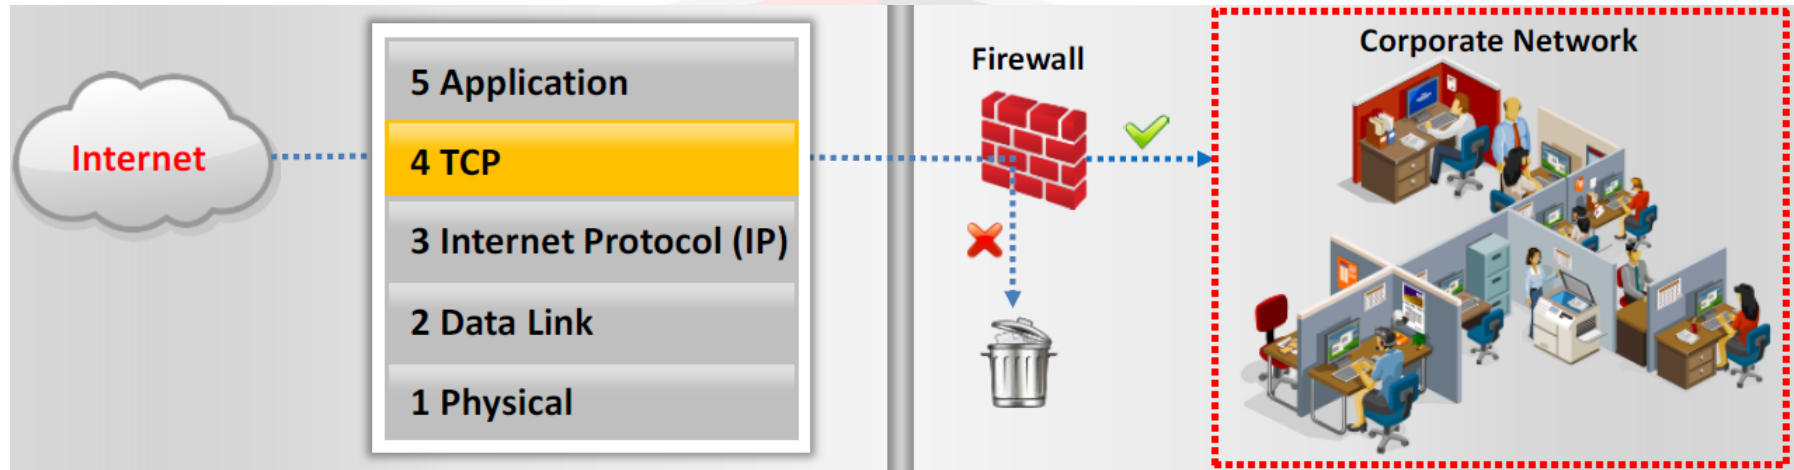 Internet
5 Application
4 TCP
3 Internet Protocol (IP)
2 Data Link
1 Physical
Firewall
Corporate Network